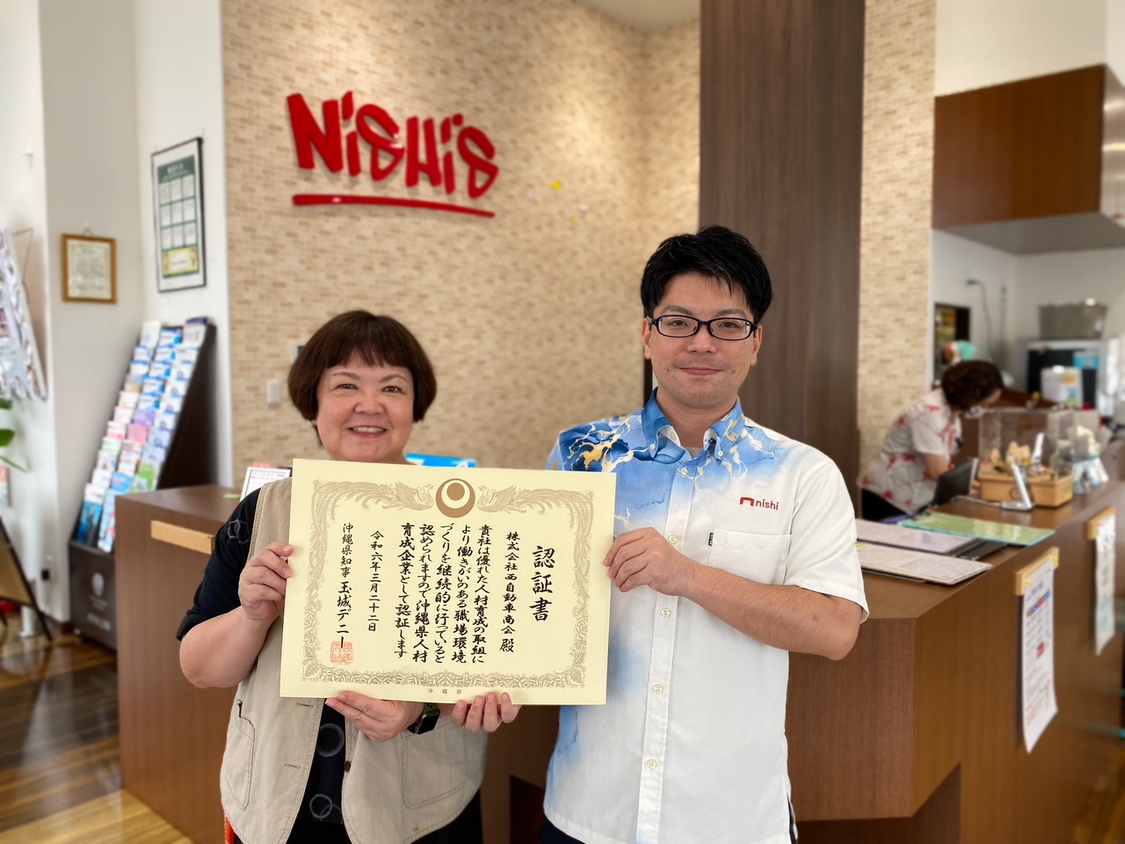 NiSHi'S
nishi
認証書
株式会社西自動車商会 殿
貴社は優れた人材育成の取組に
より働きがいのある職場環境
づくりを継続的に行っていると
認められますので沖縄県人材
育成企業として認証します
令和六年三月二十二日
沖縄県知事 玉城デニー
沖縄県